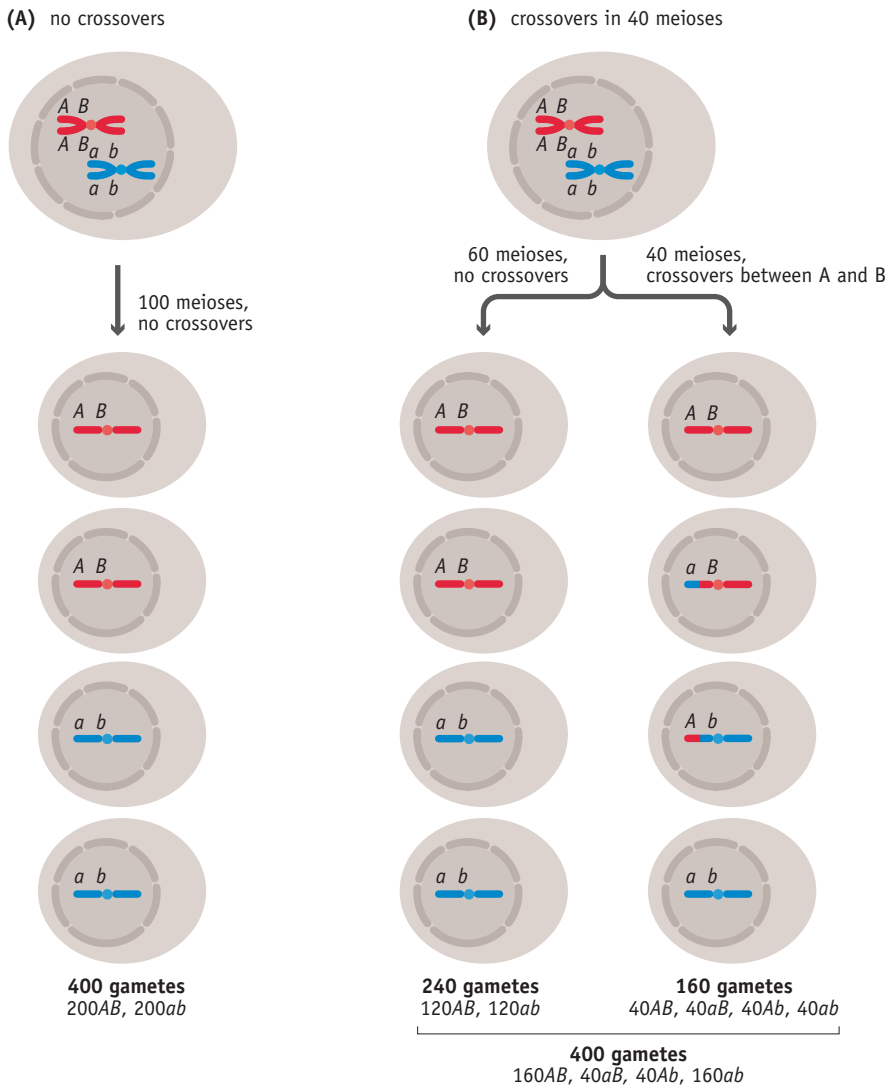 (A) no crossovers
A B
A B
a b
a b
100 meioses,
no crossovers
A B
A B
a b
a b
400 gametes
200AB, 200ab
(B) crossovers in 40 meioses
A B
A B
a b
a b
60 meioses,
no crossovers
40 meioses,
crossovers between A and B
A B
A B
a b
a b
240 gametes
120AB, 120ab
A B
a B
A b
a b
160 gametes
40AB, 40aB, 40Ab, 40ab
400 gametes
160AB, 40aB, 40Ab, 160ab